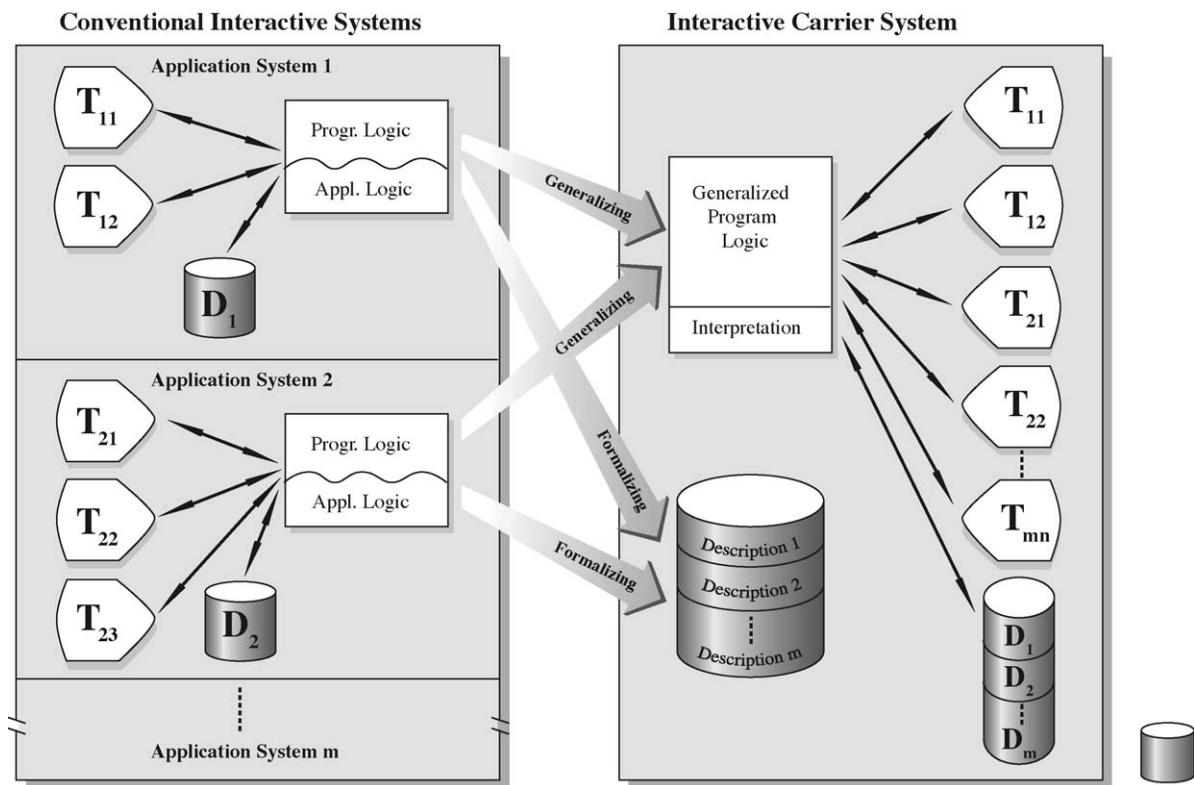 Conventional Interactive Systems
Interactive Carrier System
Application System 1
T11
T12
D1
Progr. Logic
Appl. Logic
Application System 2
T21
T22
T23
D2
Progr. Logic
Appl. Logic
Application System m
Generalizing
Generalizing
Formalizing
Formalizing
Generalized
Program
Logic
Interpretation
Description 1
Description 2
Description m
T11
T12
T21
T22
Tmn
D1
D2
Dm